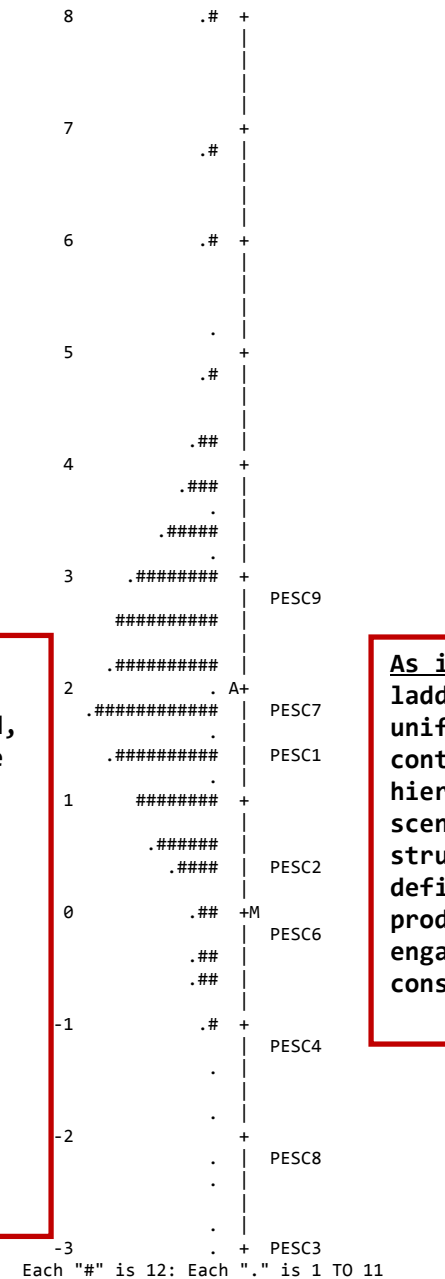 8 .# +
|
|
|
|
7 +
.# |
|
|
|
6 .# +
|
|
|
. |
5 +
.# |
|
|
.## |
4 +
.### |
. |
.##### |
. |
3 .######## +
| PESC9
########## |
|
.########## |
2 . A+
.############ | PESC7
. |
.########## | PESC1
. |
1 ######## +
|
.###### |
.#### | PESC2
|
0 .## +M
| PESC6
.## |
.## |
|
-1 .# +
| PESC4
. |
|
. |
-2 +
. | PESC8
. |
|
. |
-3 . + PESC3
Each "#" is 12: Each "." is 1 TO 11
As
ladd
unif
cont
hier
scen
stru
defi
prod
enga
cons